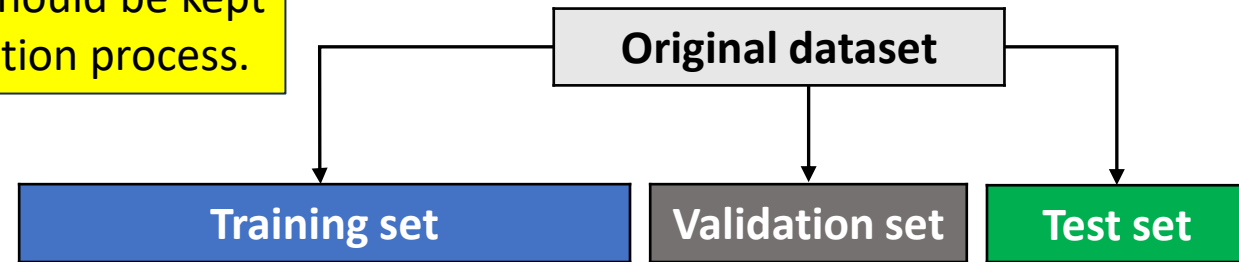 hould be kept
tion process.
Original dataset
Training set
Validation set
Test set